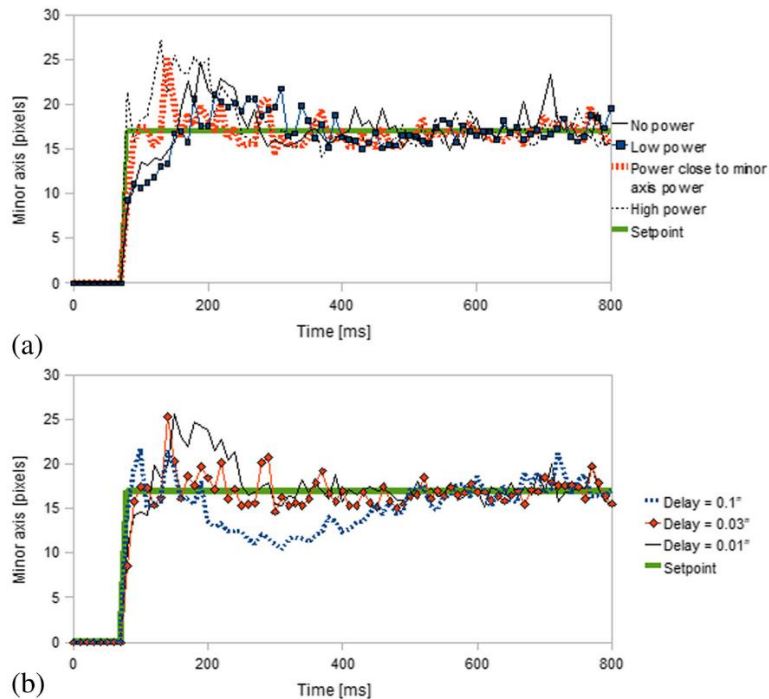 30
25
20
15
10
5
0
Minor axis [pixels]
0 200 400 600 800
Time [ms]
No power
Low power
Power close to minor
axis power
High power
Setpoint
(a)
30
25
20
15
10
5
0
Minor axis [pixels]
0 200 400 600 800
Time [ms]
Delay = 0.1"
Delay = 0.03"
Delay = 0.01"
Setpoint
(b)